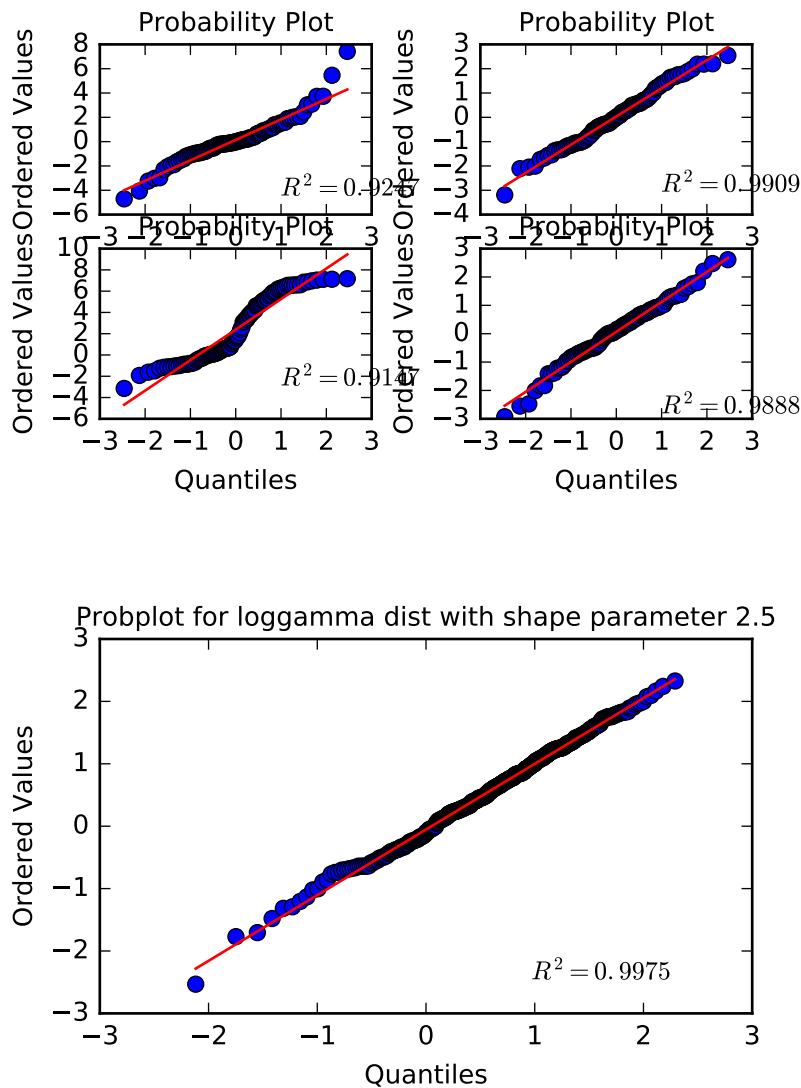 Probability Plot
Ordered Values
8
6
4
2
0
−2
−4
−6
−3 −2 −1 0 1 2 3
R² = 0.9247
Probability Plot
Ordered Values
3
2
1
0
−1
−2
−3
−4
−3 −2 −1 0 1 2 3
R² = 0.9909
Probability Plot
Ordered Values
10
8
6
4
2
0
−2
−4
−6
−3 −2 −1 0 1 2 3
Quantiles
R² = 0.9147
Probability Plot
Ordered Values
3
2
1
0
−1
−2
−3
−3 −2 −1 0 1 2 3
Quantiles
R² = 0.9888
Probplot for loggamma dist with shape parameter 2.5
Ordered Values
3
2
1
0
−1
−2
−3
−3 −2 −1 0 1 2 3
Quantiles
R² = 0.9975